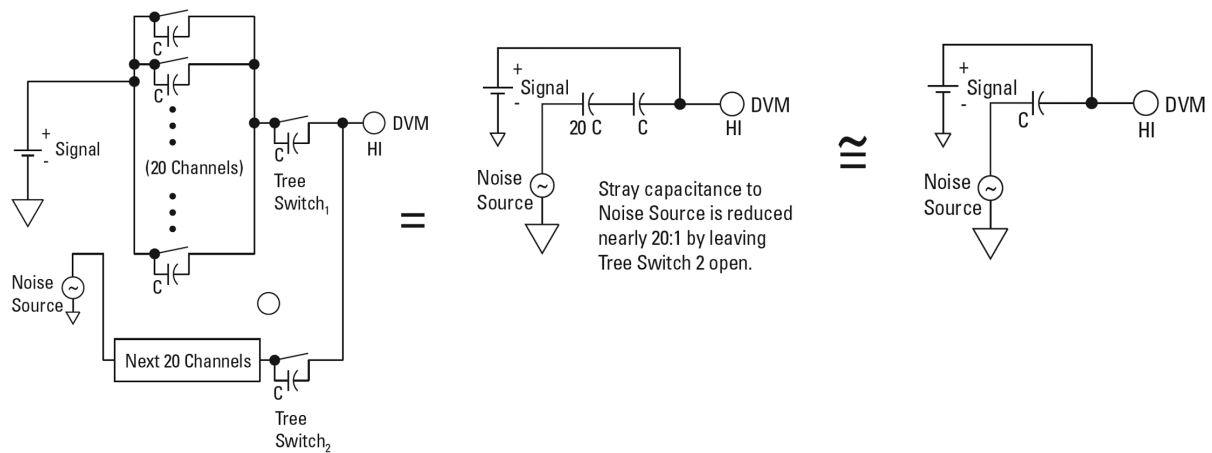 C
C
+
Signal
-
(20 Channels)
C
Tree
Switch1
DVM
HI
C
Noise
Source
~
Next 20 Channels
C
Tree
Switch2
=
+
Signal
-
20 C
C
DVM
HI
Noise
Source
~
Stray capacitance to
Noise Source is reduced
nearly 20:1 by leaving
Tree Switch 2 open.
≅
+
Signal
-
C
DVM
HI
Noise
Source
~